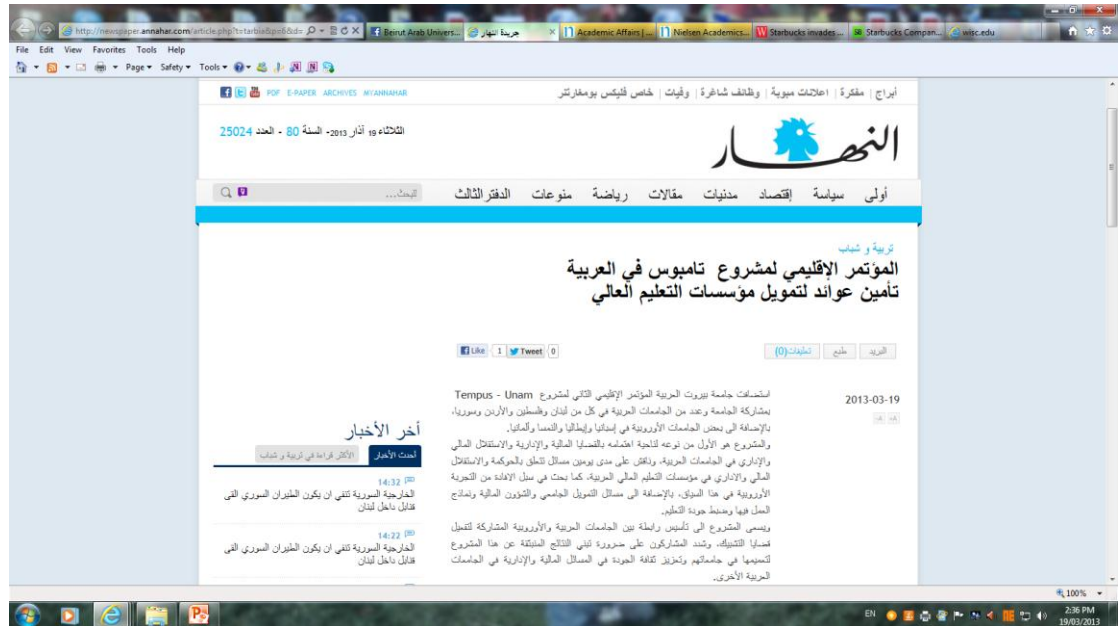 http://newspaper.annahar.com/article.php?t=tarbia&p=6&d=
Beirut Arab Univers...
جريدة النهار
Academic Affairs | ...
Nielsen Academics...
Starbucks invades ...
Starbucks Compan...
wisc.edu
File Edit View Favorites Tools Help
Page Safety Tools
PDF E-PAPER ARCHIVES MYANNAHAR
أبراج | مفكرة | اعلانات مبوبة | وظائف شاغرة | وفيات | خاص فليكس بومغارتنر
الثلاثاء 19 آذار 2013- السنة 80 - العدد 25024
النهار
أولى سياسة إقتصاد مدنيات مقالات رياضة منوعات الدفتر الثالث
البحث...
تربية و شباب
المؤتمر الإقليمي لمشروع تامبوس في العربية
تأمين عوائد لتمويل مؤسسات التعليم العالي
البريد طبع تعليقات(0)
Like 1 Tweet 0
2013-03-19
استضافت جامعة بيروت العربية المؤتمر الإقليمي الثاني لمشروع Tempus - Unam
بمشاركة الجامعة وعدد من الجامعات العربية في كل من لبنان وفلسطين والأردن وسوريا،
بالإضافة الى بعض الجامعات الأوروبية في إسبانيا وإيطاليا والنمسا وألمانيا.
والمشروع هو الأول من نوعه لناحية اهتمامه بالقضايا المالية والإدارية والاستقلال المالي
والإداري في الجامعات العربية، وناقش على مدى يومين مسائل تتعلق بالحوكمة والاستقلال
المالي والاداري في مؤسسات التعليم العالي العربية، كما بحث في سبل الافادة من التجربة
الأوروبية في هذا السياق، بالإضافة الى مسائل التمويل الجامعي والشؤون المالية ونماذج
العمل فيها وضبط جودة التعليم.
ويسعى المشروع الى تأسيس رابطة بين الجامعات العربية والأوروبية المشاركة لتفعيل
قضايا التشبيك، وشدد المشاركون على ضرورة تبني النتائج المنبثقة عن هذا المشروع
لتعميمها في جامعاتهم وتعزيز ثقافة الجودة في المسائل المالية والإدارية في الجامعات
العربية الأخرى.
أخر الأخبار
أحدث الأخبار الأكثر قراءة في تربية و شباب
14:32
الخارجية السورية تنفي ان يكون الطيران السوري القى
قنابل داخل لبنان
14:22
الخارجية السورية تنفي ان يكون الطيران السوري القى
قنابل داخل لبنان
100%
EN
2:36 PM
19/03/2013